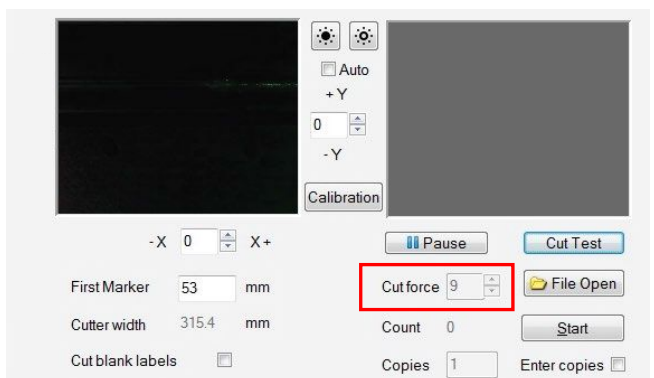 Auto
+ Y
0
- Y
Calibration
-X 0 X+
Pause
Cut Test
First Marker 53 mm
Cut force 9
File Open
Cutter width 315.4 mm
Count 0
Start
Cut blank labels
Copies 1
Enter copies